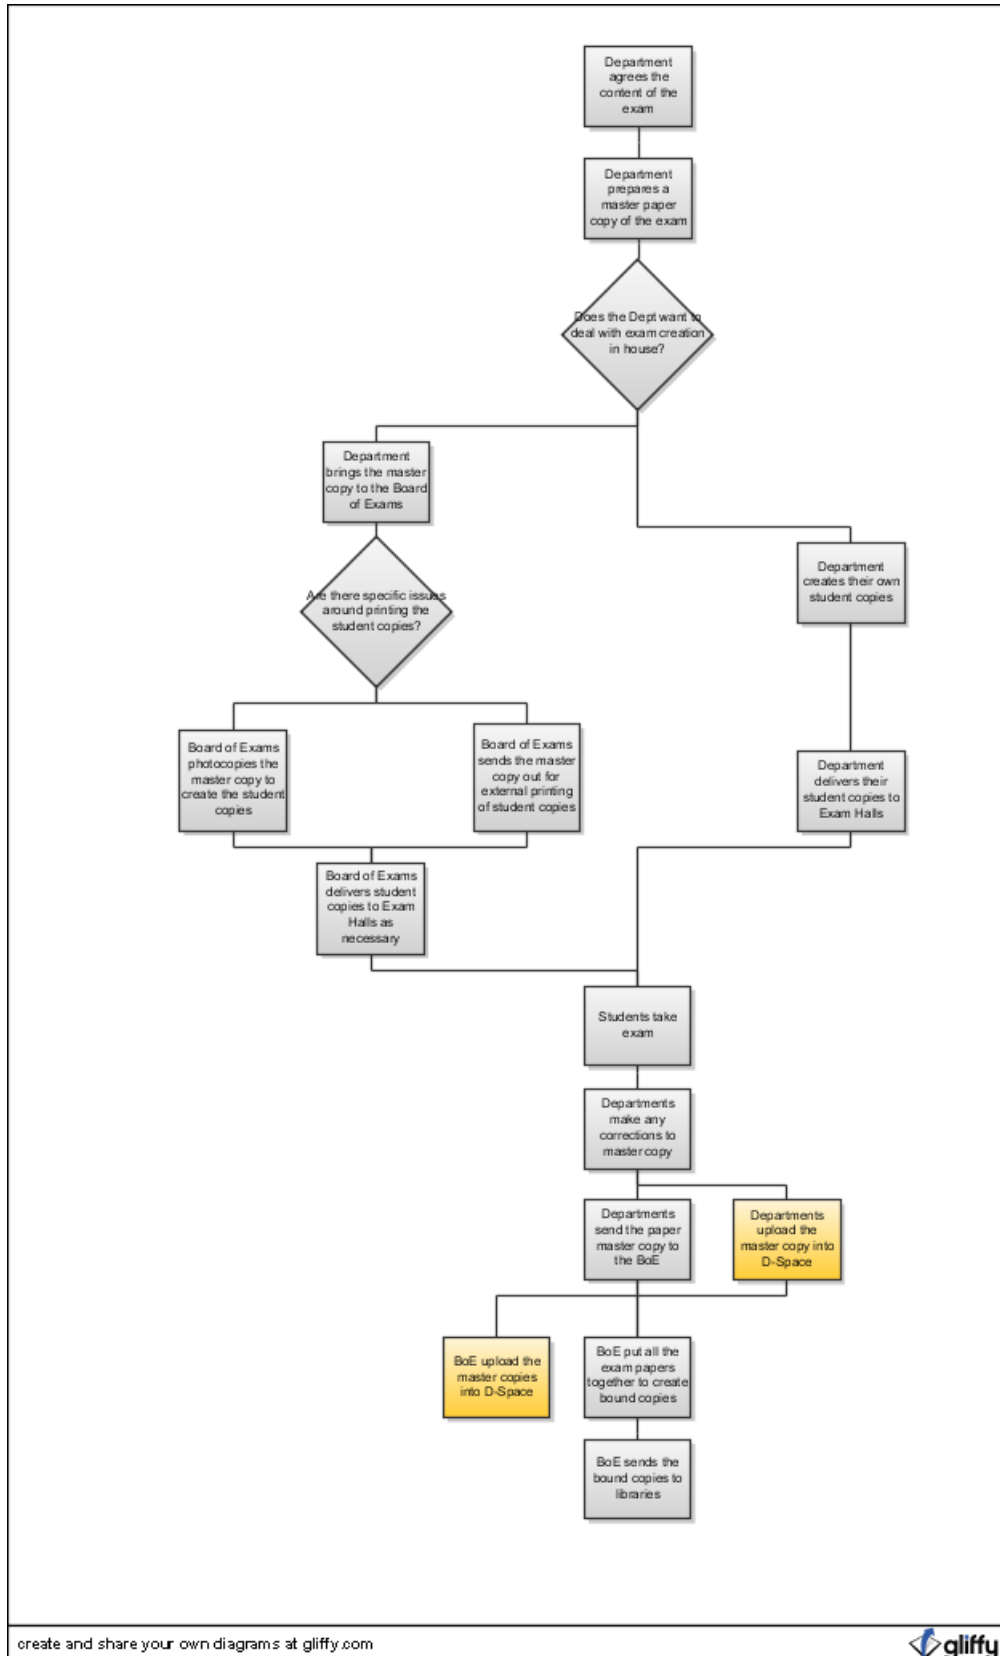 Department
agrees the
content of the
exam
Department
prepares a
master paper
copy of the exam
Does the Dept want to
deal with exam creation
in house?
Department
brings the master
copy to the Board
of Exams
Department
creates their own
student copies
Are there specific issues
around printing the
student copies?
Board of Exams
photocopies the
master copy to
create the student
copies
Board of Exams
sends the master
copy out for
external printing
of student copies
Department
delivers their
student copies to
Exam Halls
Board of Exams
delivers student
copies to Exam
Halls as
necessary
Students take
exam
Departments
make any
corrections to
master copy
Departments
send the paper
master copy to
the BoE
Departments
upload the
master copy into
D-Space
BoE upload the
master copies
into D-Space
BoE put all the
exam papers
together to create
bound copies
BoE sends the
bound copies to
libraries
create and share your own diagrams at gliffy.com
gliffy